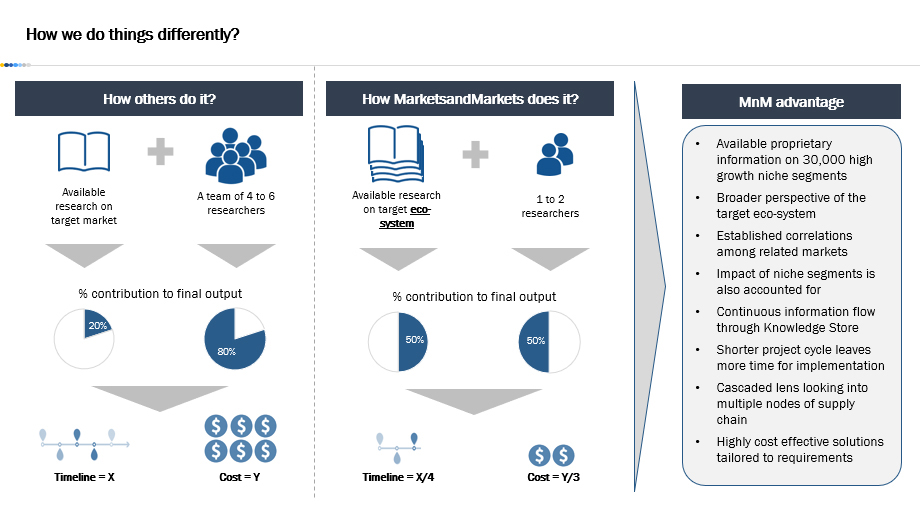 How we do things differently?
How others do it?
Available
research on
target market
A team of 4 to 6
researchers
% contribution to final output
20%
80%
Timeline = X
Cost = Y
How MarketsandMarkets does it?
Available research
on target eco-
system
1 to 2
researchers
% contribution to final output
50%
50%
Timeline = X/4
$ $
Cost = Y/3
MnM advantage
• Available proprietary
information on 30,000 high
growth niche segments
• Broader perspective of the
target eco-system
• Established correlations
among related markets
• Impact of niche segments is
also accounted for
• Continuous information flow
through Knowledge Store
• Shorter project cycle leaves
more time for implementation
• Cascaded lens looking into
multiple nodes of supply
chain
• Highly cost effective solutions
tailored to requirements